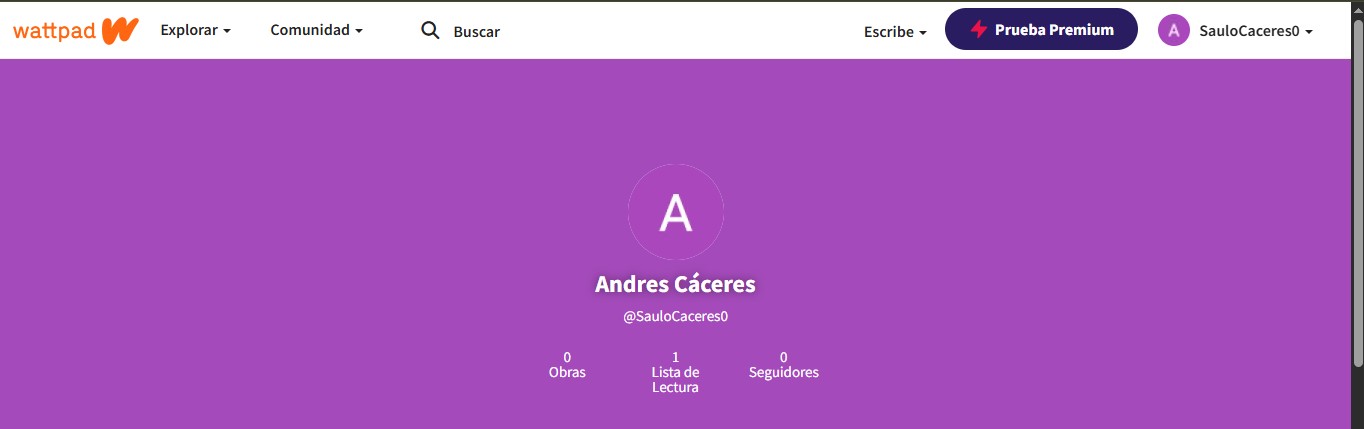 wattpad Explorar Comunidad Buscar Escribe Prueba Premium A SauloCaceres0
A
Andres Cáceres
@SauloCaceres0
0 1 0
Obras Lista de Seguidores
Lectura